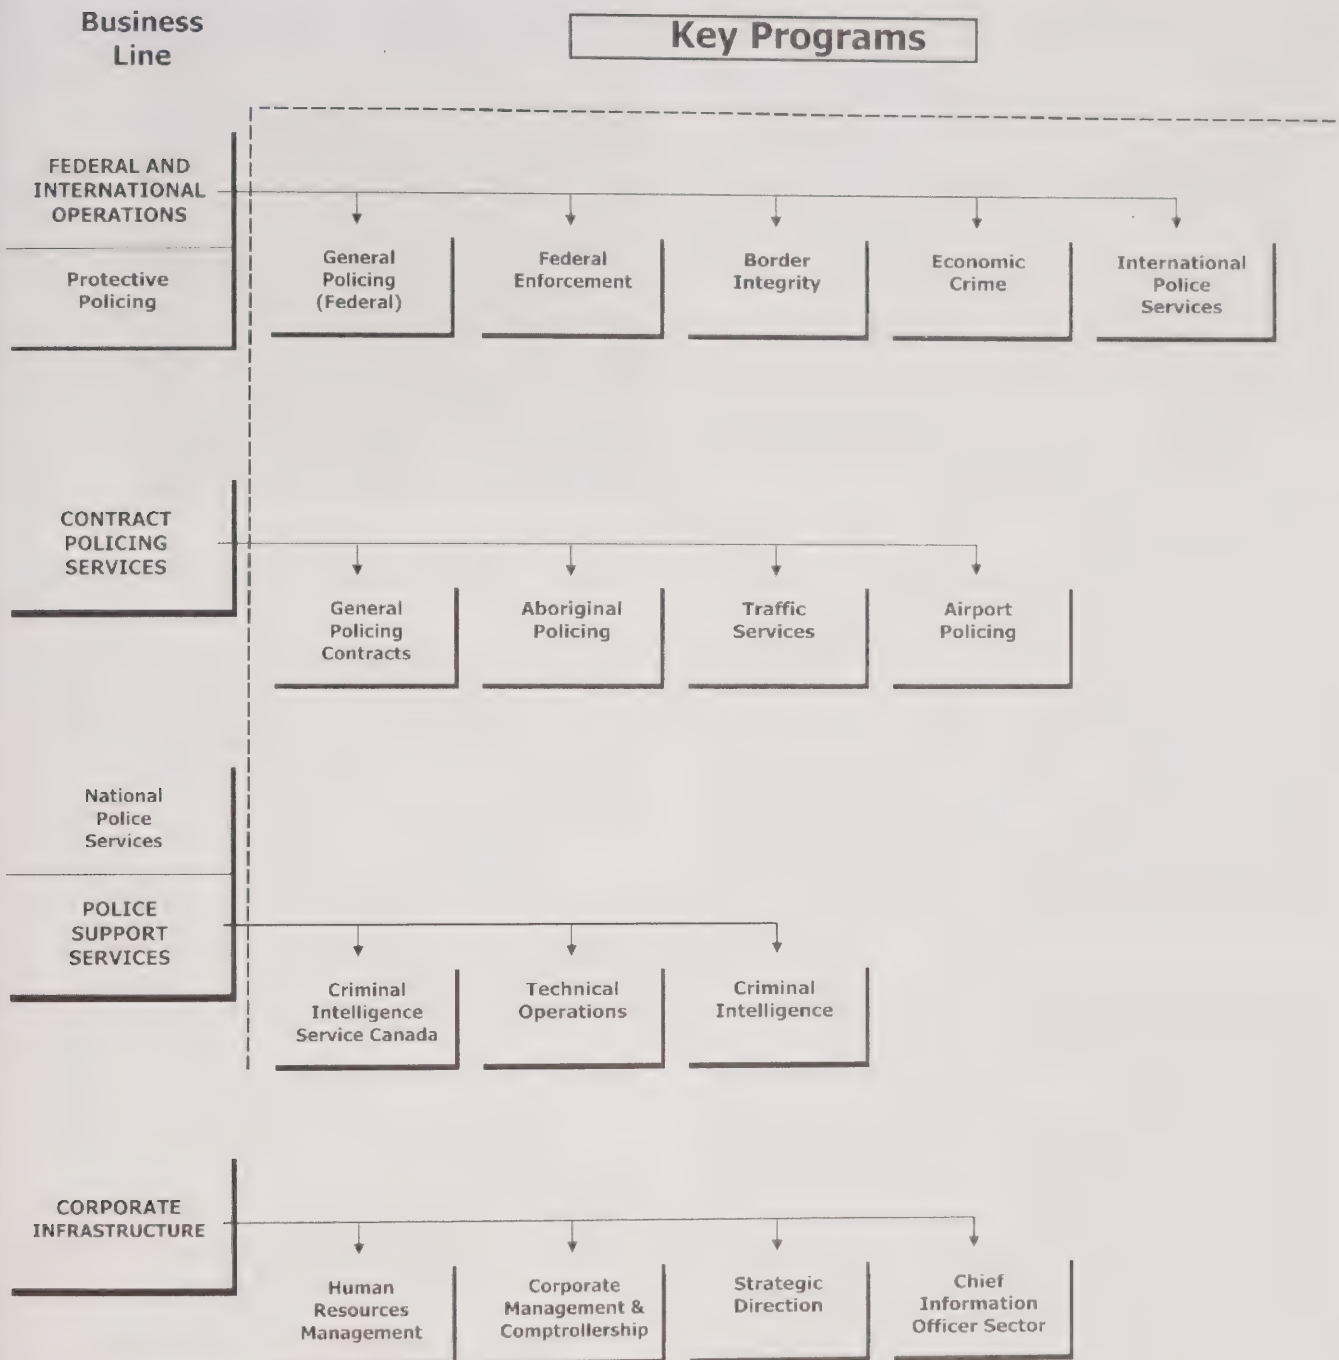 Business
Line
Key Programs
FEDERAL AND
INTERNATIONAL
OPERATIONS
Protective
Policing
General
Policing
(Federal)
Federal
Enforcement
Border
Integrity
Economic
Crime
International
Police
Services
CONTRACT
POLICING
SERVICES
General
Policing
Contracts
Aboriginal
Policing
Traffic
Services
Airport
Policing
National
Police
Services
POLICE
SUPPORT
SERVICES
Criminal
Intelligence
Service Canada
Technical
Operations
Criminal
Intelligence
CORPORATE
INFRASTRUCTURE
Human
Resources
Management
Corporate
Management &
Comptrollership
Strategic
Direction
Chief
Information
Officer Sector